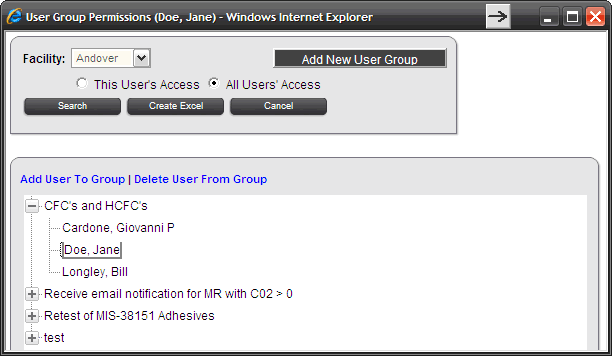 User Group Permissions (Doe, Jane) - Windows Internet Explorer
Facility: Andover Add New User Group
This User's Access All Users' Access
Search Create Excel Cancel
Add User To Group | Delete User From Group
CFC's and HCFC's
Cardone, Giovanni P
Doe, Jane
Longley, Bill
Receive email notification for MR with C02 > 0
Retest of MIS-38151 Adhesives
test